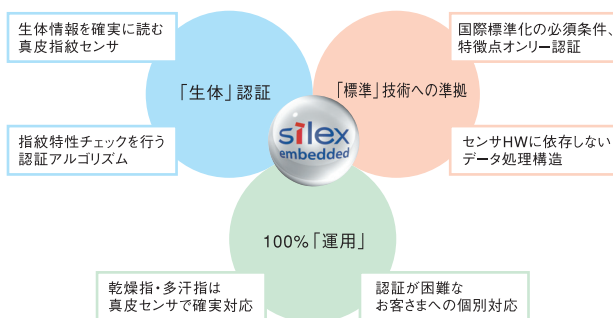 生体情報を確実に読む
真皮指紋センサ
国際標準化の必須条件、
特徴点オンリー認証
「生体」認証
「標準」技術への準拠
silex
embedded
指紋特性チェックを行う
認証アルゴリズム
センサHWに依存しない
データ処理構造
100%「運用」
乾燥指・多汗指は
真皮センサで確実対応
認証が困難な
お客さまへの個別対応